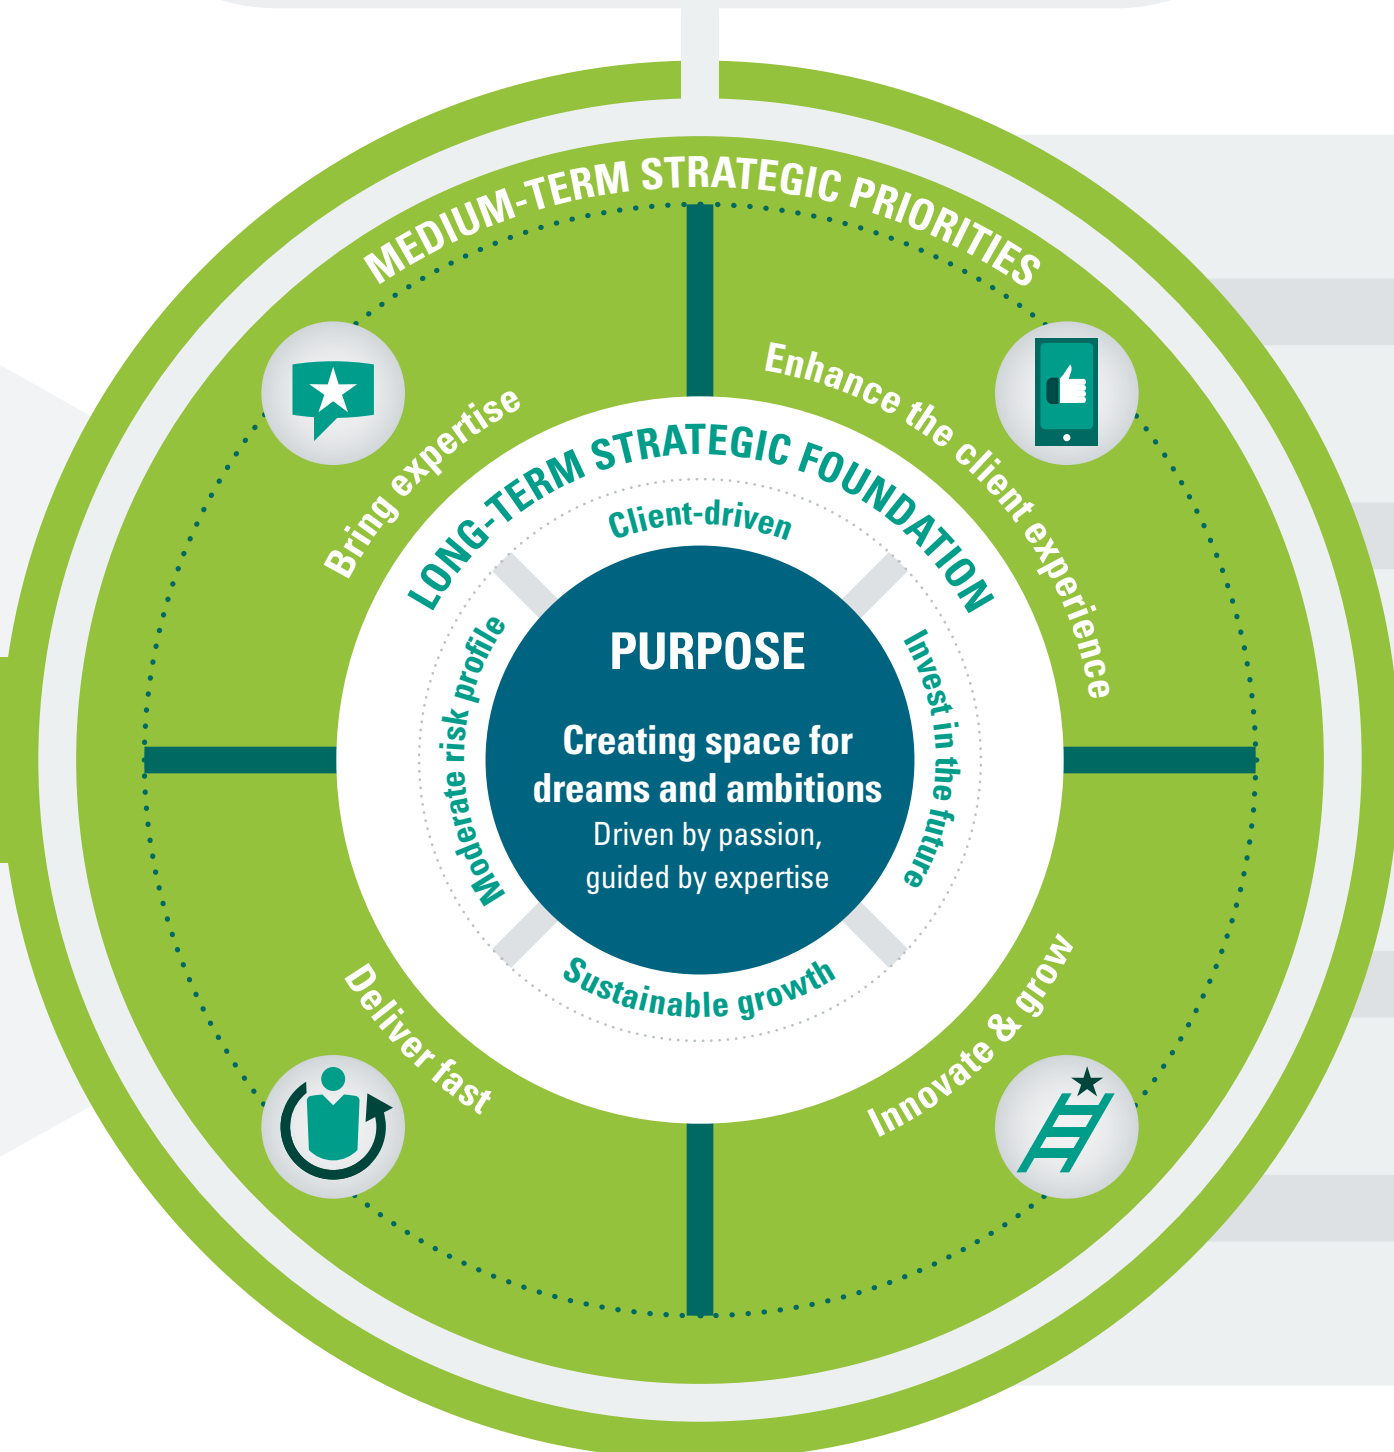 MEDIUM-TERM STRATEGIC PRIORITIES
Bring expertise
Enhance the client experience
LONG-TERM STRATEGIC FOUNDATION
Client-driven
Moderate risk profile
Invest in the future
PURPOSE
Creating space for
dreams and ambitions
Driven by passion,
guided by expertise
Sustainable growth
Deliver fast
Innovate & grow